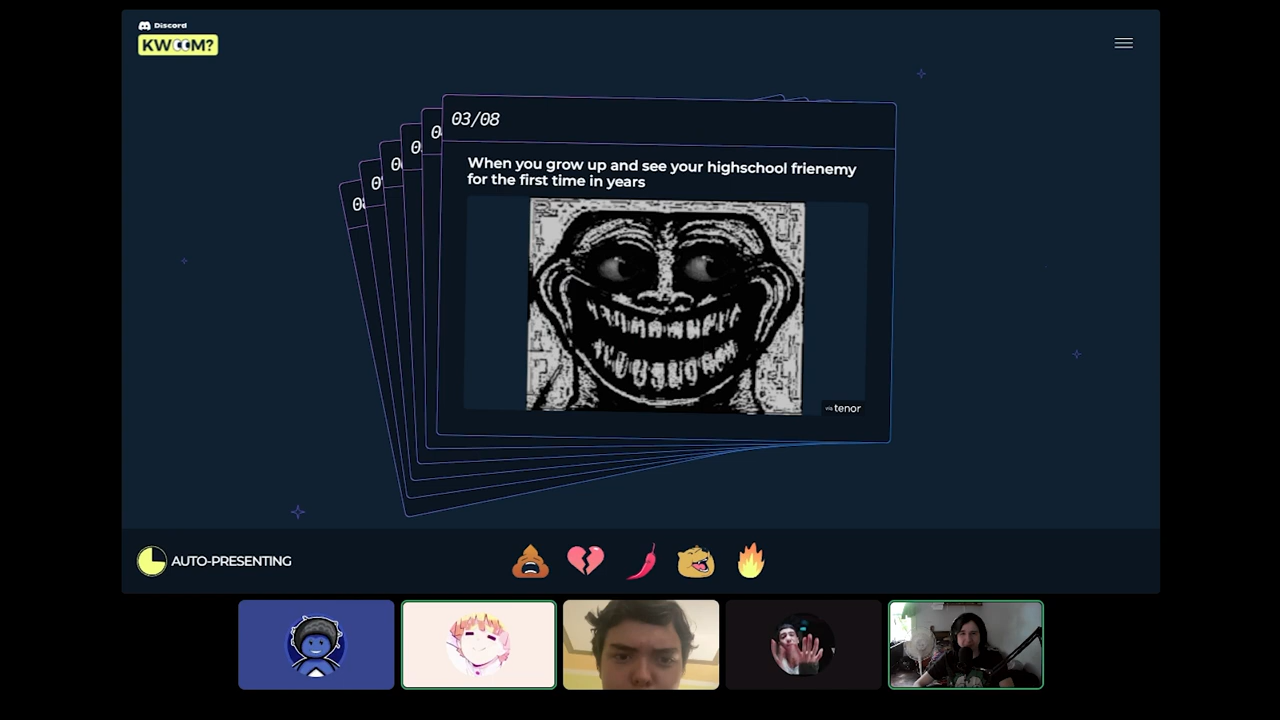 Discord
KWOOM?
03/08
When you grow up and see your highschool frienemy
for the first time in years
via tenor
AUTO-PRESENTING